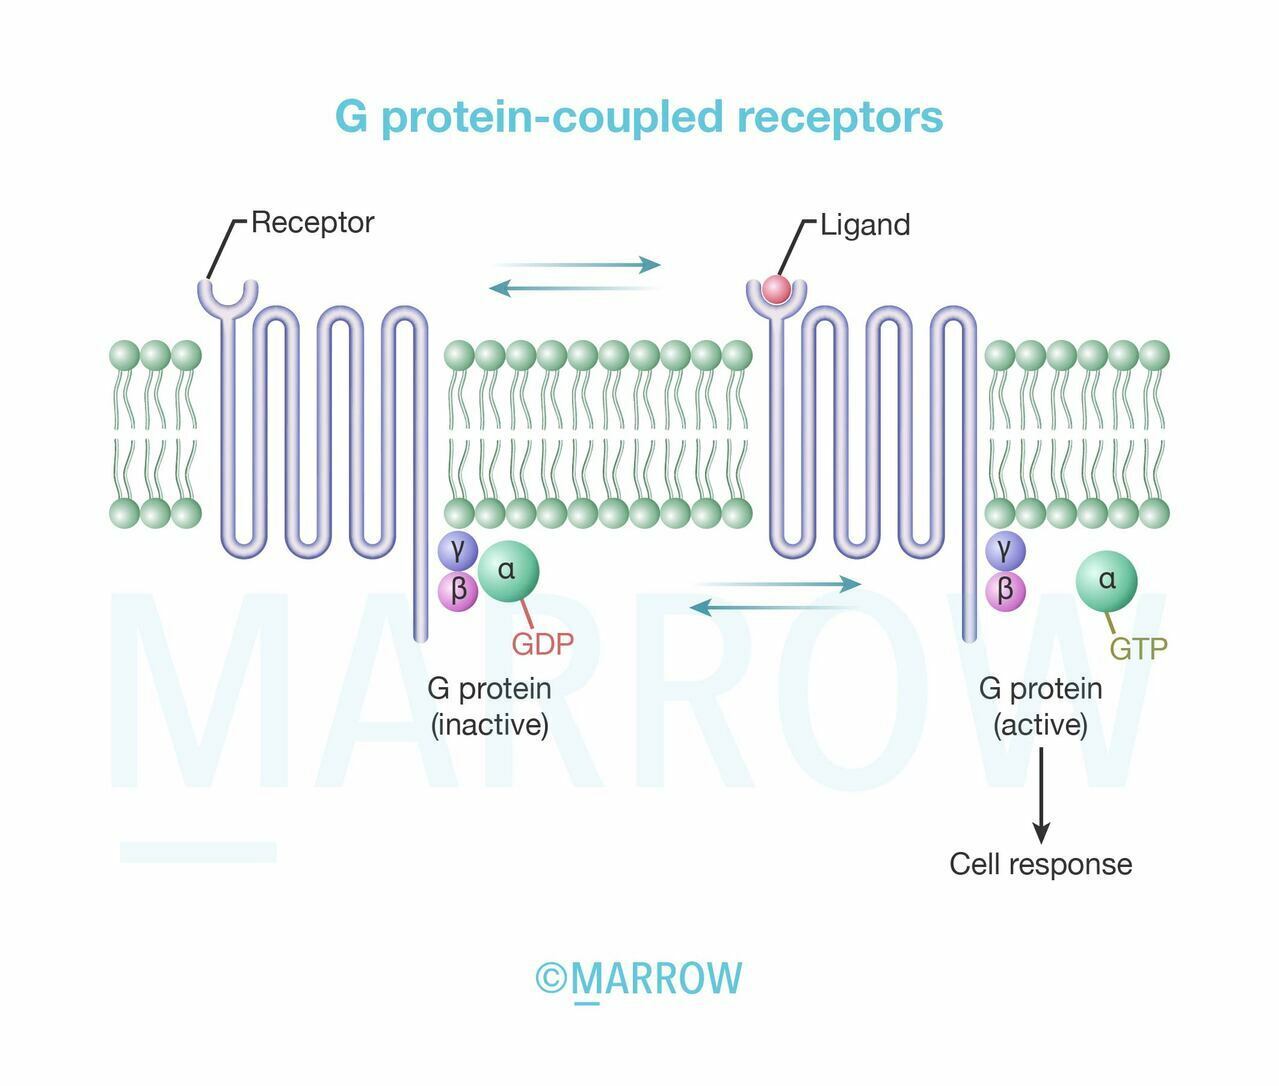 G protein-coupled receptors
Receptor
Ligand
γ
β
α
GDP
G protein
(inactive)
γ
β
α
GTP
G protein
(active)
Cell response
MARROW
©MARROW